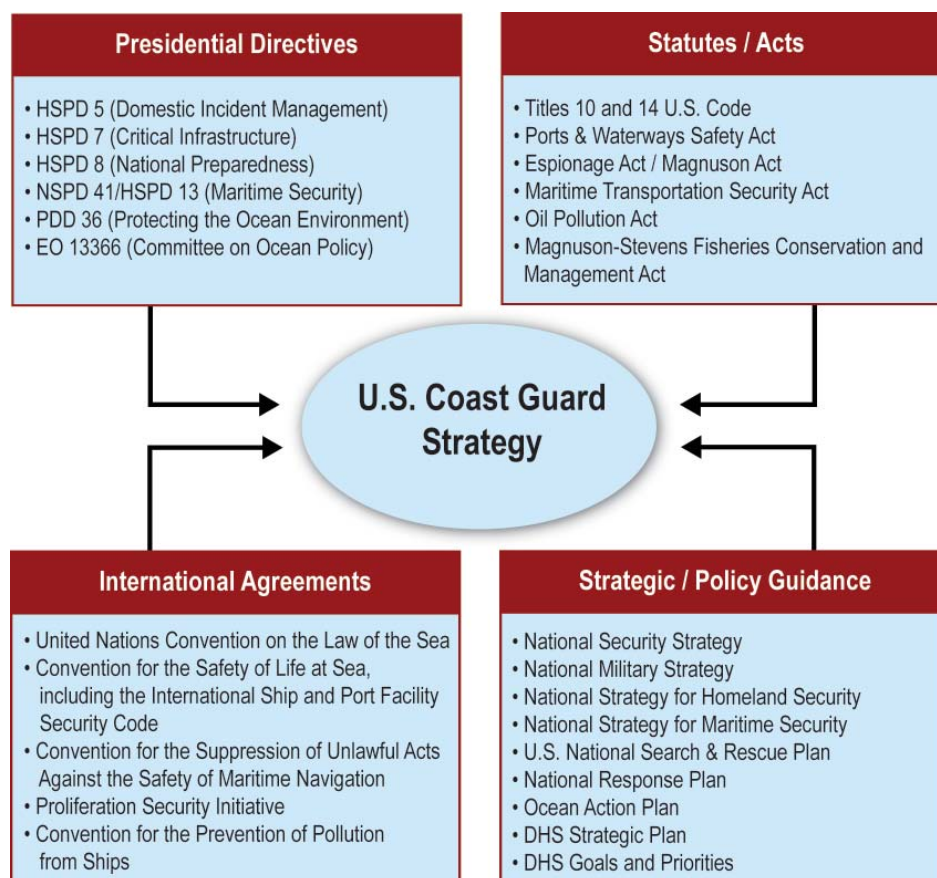 Presidential Directives
• HSPD 5 (Domestic Incident Management)
• HSPD 7 (Critical Infrastructure)
• HSPD 8 (National Preparedness)
• NSPD 41/HSPD 13 (Maritime Security)
• PDD 36 (Protecting the Ocean Environment)
• EO 13366 (Committee on Ocean Policy)
Statutes / Acts
• Titles 10 and 14 U.S. Code
• Ports & Waterways Safety Act
• Espionage Act / Magnuson Act
• Maritime Transportation Security Act
• Oil Pollution Act
• Magnuson-Stevens Fisheries Conservation and
Management Act
U.S. Coast Guard
Strategy
International Agreements
• United Nations Convention on the Law of the Sea
• Convention for the Safety of Life at Sea,
including the International Ship and Port Facility
Security Code
• Convention for the Suppression of Unlawful Acts
Against the Safety of Maritime Navigation
• Proliferation Security Initiative
• Convention for the Prevention of Pollution
from Ships
Strategic / Policy Guidance
• National Security Strategy
• National Military Strategy
• National Strategy for Homeland Security
• National Strategy for Maritime Security
• U.S. National Search & Rescue Plan
• National Response Plan
• Ocean Action Plan
• DHS Strategic Plan
• DHS Goals and Priorities